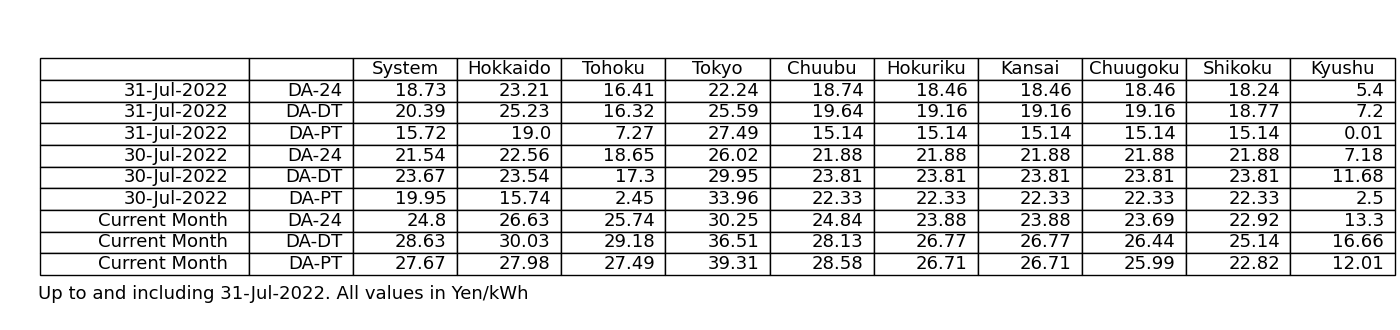 System Hokkaido Tohoku Tokyo Chuubu Hokuriku Kansai Chuugoku Shikoku Kyushu
31-Jul-2022 DA-24 18.73 23.21 16.41 22.24 18.74 18.46 18.46 18.46 18.24 5.4
31-Jul-2022 DA-DT 20.39 25.23 16.32 25.59 19.64 19.16 19.16 19.16 18.77 7.2
31-Jul-2022 DA-PT 15.72 19.0 7.27 27.49 15.14 15.14 15.14 15.14 15.14 0.01
30-Jul-2022 DA-24 21.54 22.56 18.65 26.02 21.88 21.88 21.88 21.88 21.88 7.18
30-Jul-2022 DA-DT 23.67 23.54 17.3 29.95 23.81 23.81 23.81 23.81 23.81 11.68
30-Jul-2022 DA-PT 19.95 15.74 2.45 33.96 22.33 22.33 22.33 22.33 22.33 2.5
Current Month DA-24 24.8 26.63 25.74 30.25 24.84 23.88 23.88 23.69 22.92 13.3
Current Month DA-DT 28.63 30.03 29.18 36.51 28.13 26.77 26.77 26.44 25.14 16.66
Current Month DA-PT 27.67 27.98 27.49 39.31 28.58 26.71 26.71 25.99 22.82 12.01
Up to and including 31-Jul-2022. All values in Yen/kWh